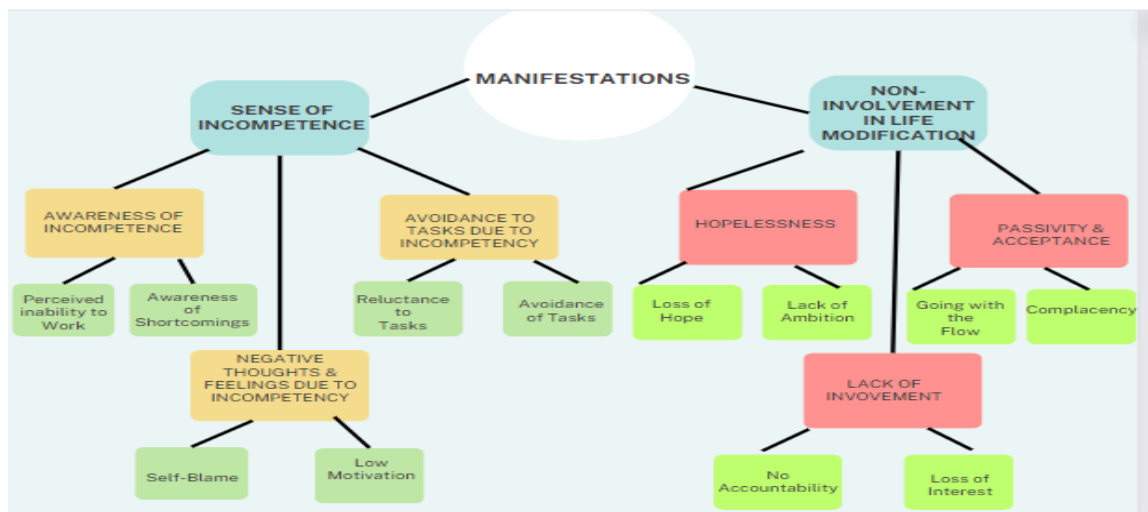 MANIFESTATIONS
SENSE OF
INCOMPETENCE
NON-
INVOLVEMENT
IN LIFE
MODIFICATION
AWARENESS OF
INCOMPETENCE
AVOIDANCE TO
TASKS DUE TO
INCOMPETENCY
HOPELESSNESS
PASSIVITY &
ACCEPTANCE
Perceived
inability to
Work
Awareness
of
Shortcomings
Reluctance
to
Tasks
Avoidance
of Tasks
Loss of
Hope
Lack of
Ambition
Going with
the
Flow
Complacency
NEGATIVE
THOUGHTS &
FEELINGS DUE TO
INCOMPETENCY
LACK OF
INVOVEMENT
Self-Blame
Low
Motivation
No
Accountability
Loss of
Interest